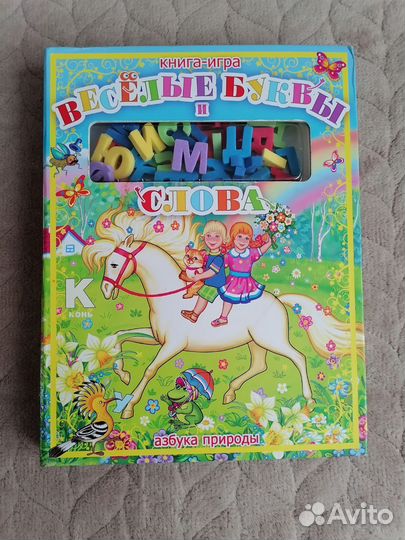 книга-игра
ВЕСЁЛЫЕ БУКВЫ
и
Ю И С М Ц П
СЛОВА
К
КОНЬ
азбука природы
Avito